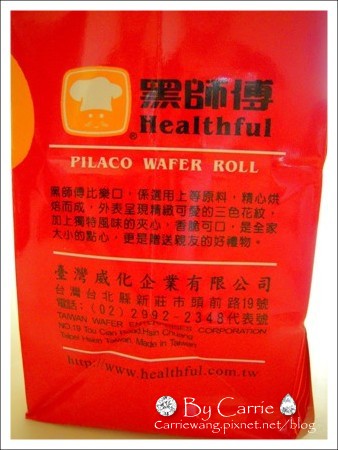 黑師傅
®Healthful
PILACO WAFER ROLL
黑師傅比樂口，係選用上等原料，精心烘
焙而成，外表呈現精緻可愛的三色花紋，
加上獨特風味的夾心，香脆可口，是全家
大小的點心，更是贈送親友的好禮物。
臺灣威化企業有限公司
台灣台北縣新莊市頭前路19號
電話：(02) 2992-2348代表號
TAIWAN WAFER ENTERPRISES CORPORATION
NO.19 Tou Cian Road, Hsin Chuang
Taipei Hsien Taiwan, Made in Taiwan
http://www.healthful.com.tw
By Carrie
Carriewang.pixnet.net/blog